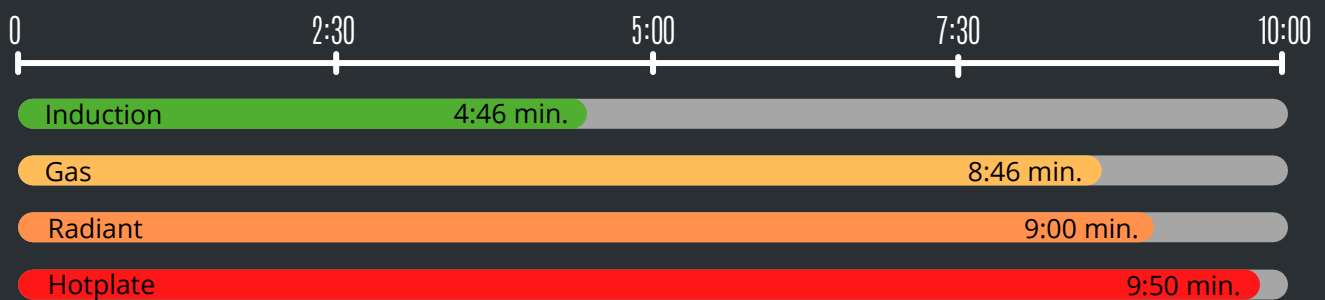 0 2:30 5:00 7:30 10:00
Induction 4:46 min.
Gas 8:46 min.
Radiant 9:00 min.
Hotplate 9:50 min.